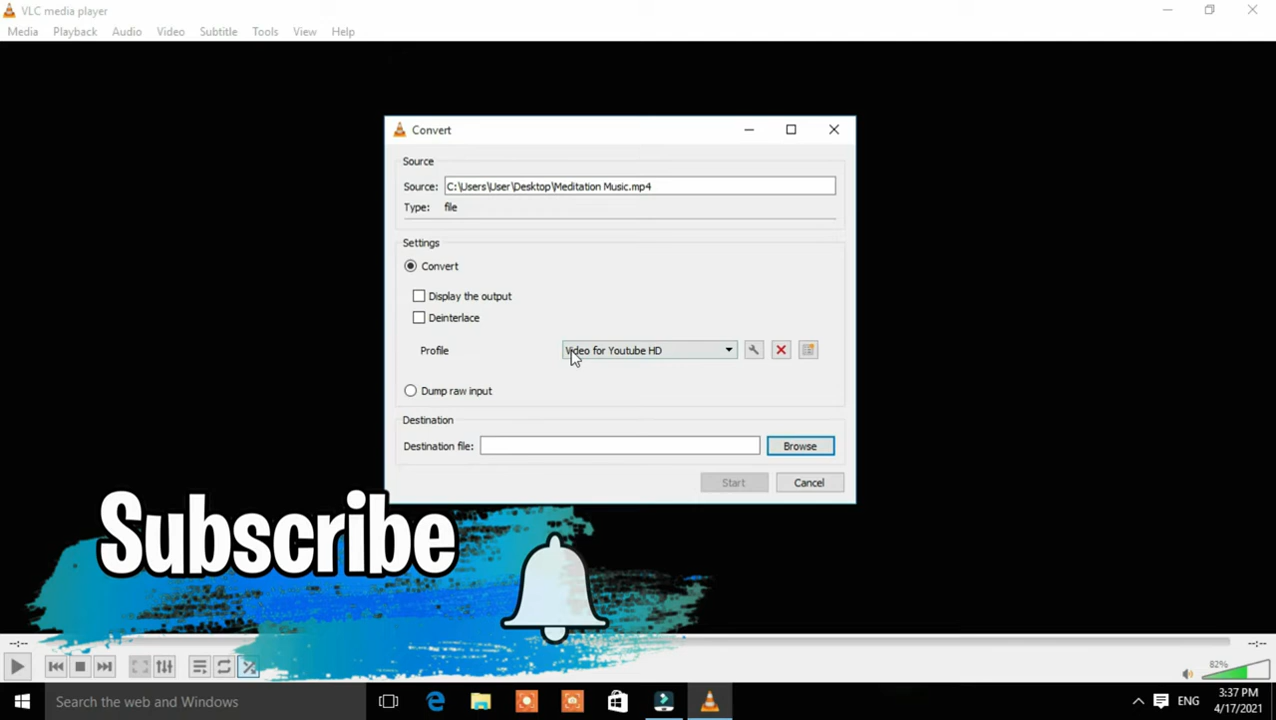 VLC media player
Media Playback Audio Video Subtitle Tools View Help
Convert
Source
Source: C:\Users\User\Desktop\Meditation Music.mp4
Type: file
Settings
Convert
Display the output
Deinterlace
Profile Video for Youtube HD
Dump raw input
Destination
Destination file: Browse
Start Cancel
Subscribe
--:-- --:--
82%
Search the web and Windows
ENG
3:37 PM
4/17/2021